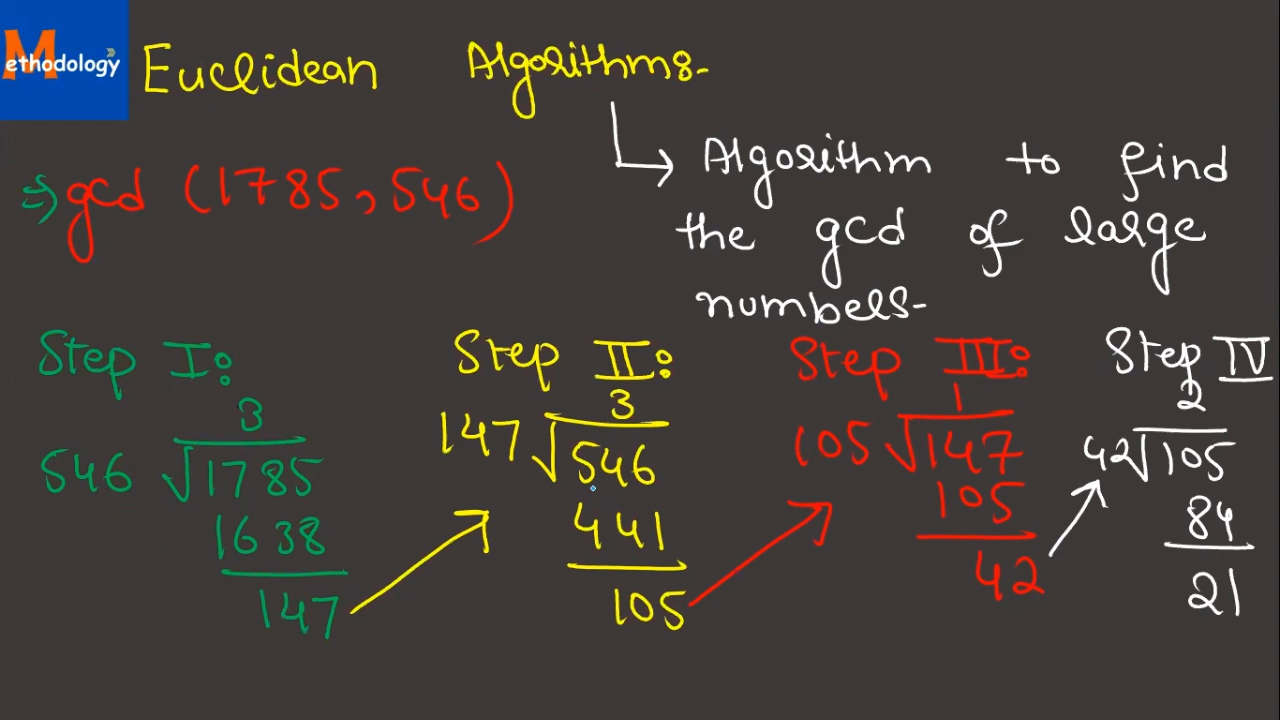 Methodology
Euclidean Algorithms.
→ Algorithm to find
the gcd of large
numbers.
⇒ gcd (1785, 546)
Step I:
3
546 √1785
1638
147
Step II:
3
147 √546
441
105
Step III:
1
105 √147
105
42
Step IV
2
42 √105
84
21